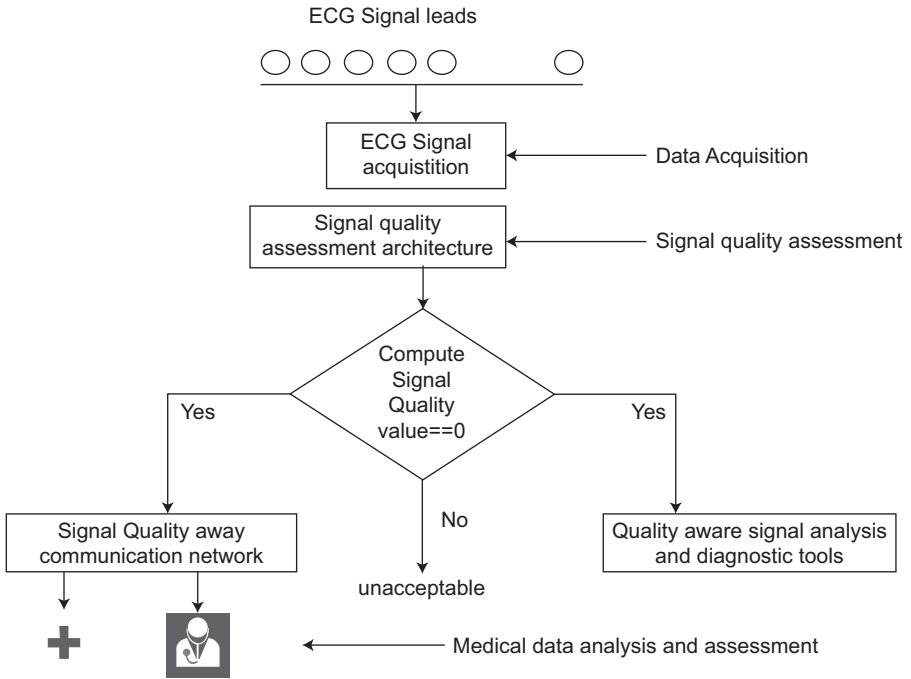 ECG Signal leads
ECG Signal
acquistition
Data Acquisition
Signal quality
assessment architecture
Signal quality assessment
Compute
Signal
Quality
value==0
Yes
Yes
Signal Quality away
communication network
No
Quality aware signal analysis
and diagnostic tools
unacceptable
Medical data analysis and assessment